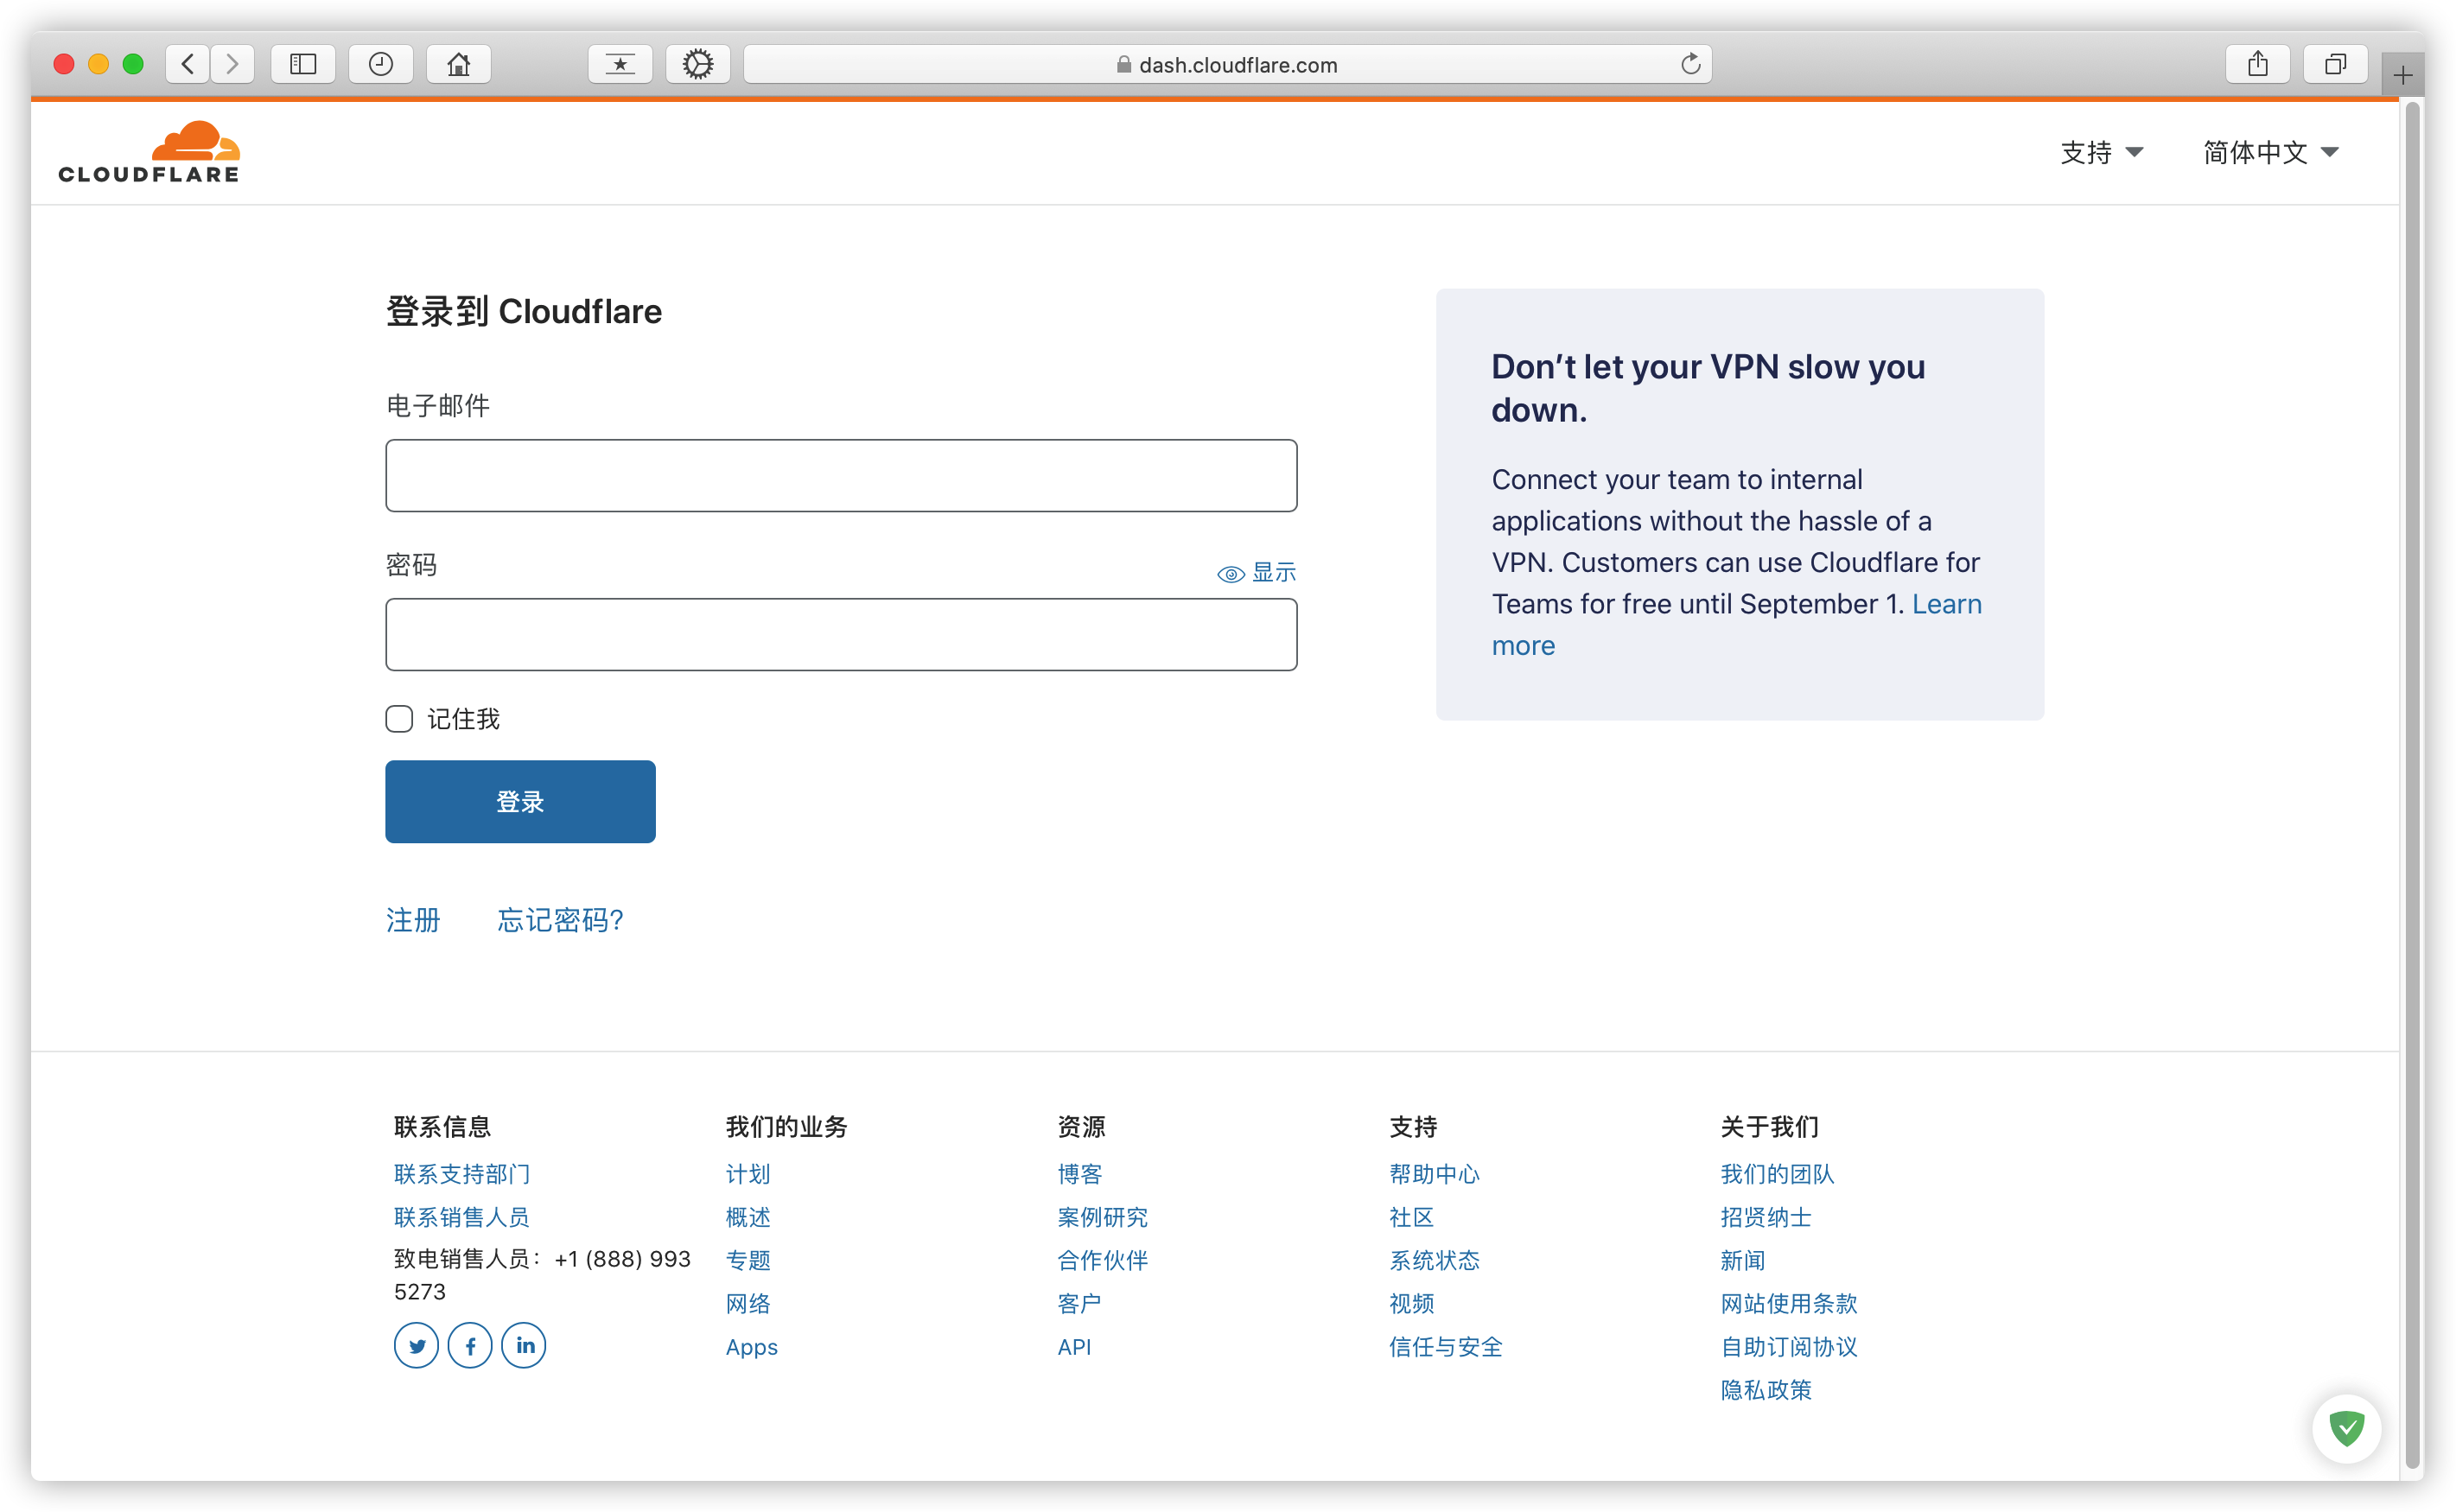 dash.cloudflare.com
CLOUDFLARE
支持
简体中文
登录到 Cloudflare
电子邮件
密码
显示
记住我
登录
注册
忘记密码?
Don’t let your VPN slow you
down.
Connect your team to internal
applications without the hassle of a
VPN. Customers can use Cloudflare for
Teams for free until September 1. Learn
more
联系信息
联系支持部门
联系销售人员
致电销售人员：+1 (888) 993
5273
我们的业务
计划
概述
专题
网络
Apps
资源
博客
案例研究
合作伙伴
客户
API
支持
帮助中心
社区
系统状态
视频
信任与安全
关于我们
我们的团队
招贤纳士
新闻
网站使用条款
自助订阅协议
隐私政策